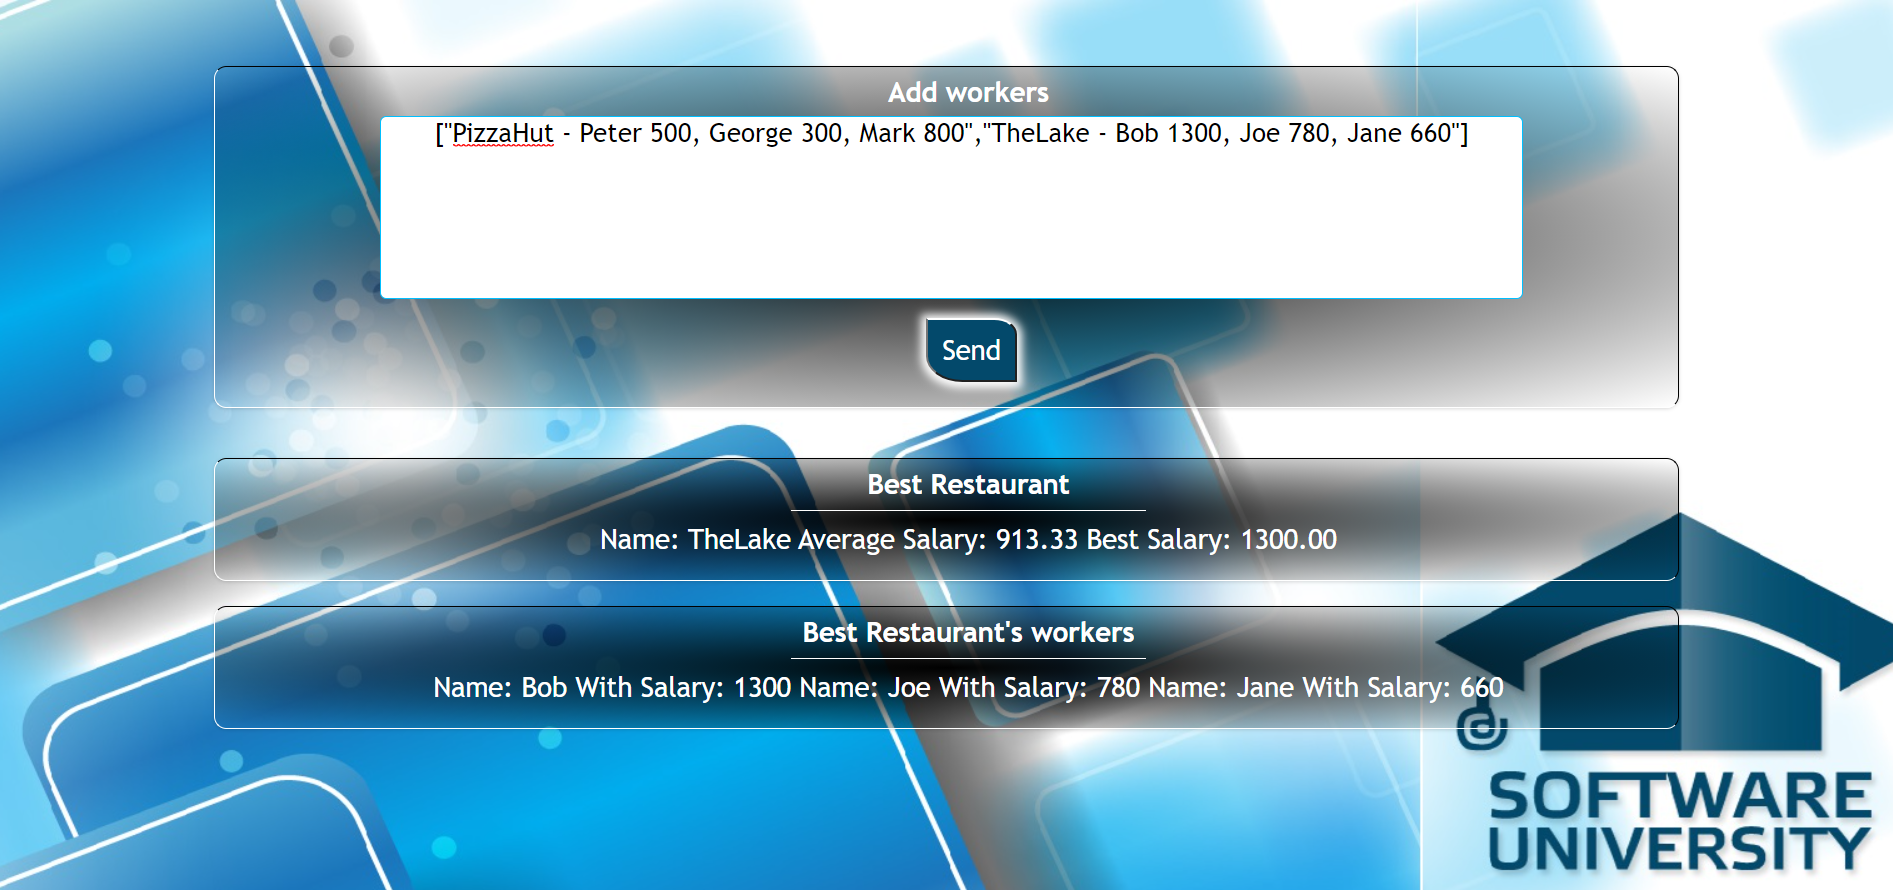 Add workers
["PizzaHut - Peter 500, George 300, Mark 800","TheLake - Bob 1300, Joe 780, Jane 660"]
Send
Best Restaurant
Name: TheLake Average Salary: 913.33 Best Salary: 1300.00
Best Restaurant's workers
Name: Bob With Salary: 1300 Name: Joe With Salary: 780 Name: Jane With Salary: 660
SOFTWARE
UNIVERSITY